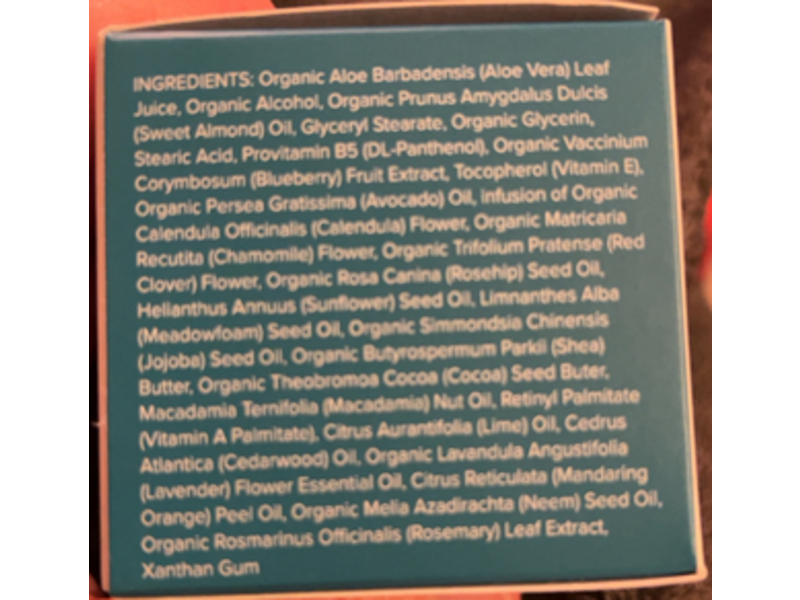 INGREDIENTS: Organic Aloe Barbadensis (Aloe Vera) Leaf
Juice, Organic Alcohol, Organic Prunus Amygdalus Dulcis
(Sweet Almond) Oil, Glyceryl Stearate, Organic Glycerin,
Stearic Acid, Provitamin B5 (DL-Panthenol), Organic Vaccinium
Corymbosum (Blueberry) Fruit Extract, Tocopherol (Vitamin E),
Organic Persea Gratissima (Avocado) Oil, infusion of Organic
Calendula Officinalis (Calendula) Flower, Organic Matricaria
Recutita (Chamomile) Flower, Organic Trifolium Pratense (Red
Clover) Flower, Organic Rosa Canina (Rosehip) Seed Oil,
Helianthus Annuus (Sunflower) Seed Oil, Limnanthes Alba
(Meadowfoam) Seed Oil, Organic Simmondsia Chinensis
(Jojoba) Seed Oil, Organic Butyrospermum Parkii (Shea)
Butter, Organic Theobromoa Cocoa (Cocoa) Seed Buter,
Macadamia Ternifolia (Macadamia) Nut Oil, Retinyl Palmitate
(Vitamin A Palmitate), Citrus Aurantifolia (Lime) Oil, Cedrus
Atlantica (Cedarwood) Oil, Organic Lavandula Angustifolia
(Lavender) Flower Essential Oil, Citrus Reticulata (Mandaring
Orange) Peel Oil, Organic Melia Azadirachta (Neem) Seed Oil,
Organic Rosmarinus Officinalis (Rosemary) Leaf Extract,
Xanthan Gum